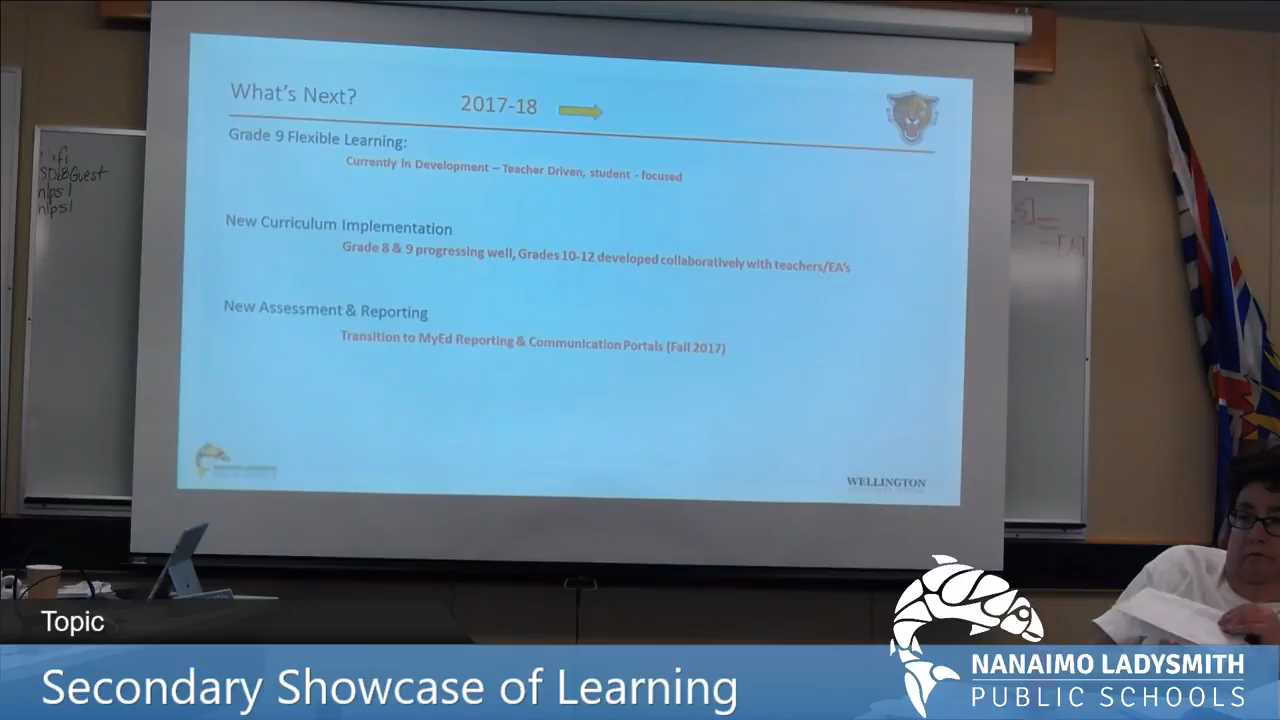 What's Next?
2017-18
Grade 9 Flexible Learning:
Currently In Development – Teacher Driven, student - focused
New Curriculum Implementation
Grade 8 & 9 progressing well, Grades 10-12 developed collaboratively with teachers/EA's
New Assessment & Reporting
Transition to MyEd Reporting & Communication Portals (Fall 2017)
NANAIMO LADYSMITH
WELLINGTON
SD68Guest
nlps1
nlps1
[A]
Topic
Secondary Showcase of Learning
NANAIMO LADYSMITH
PUBLIC SCHOOLS